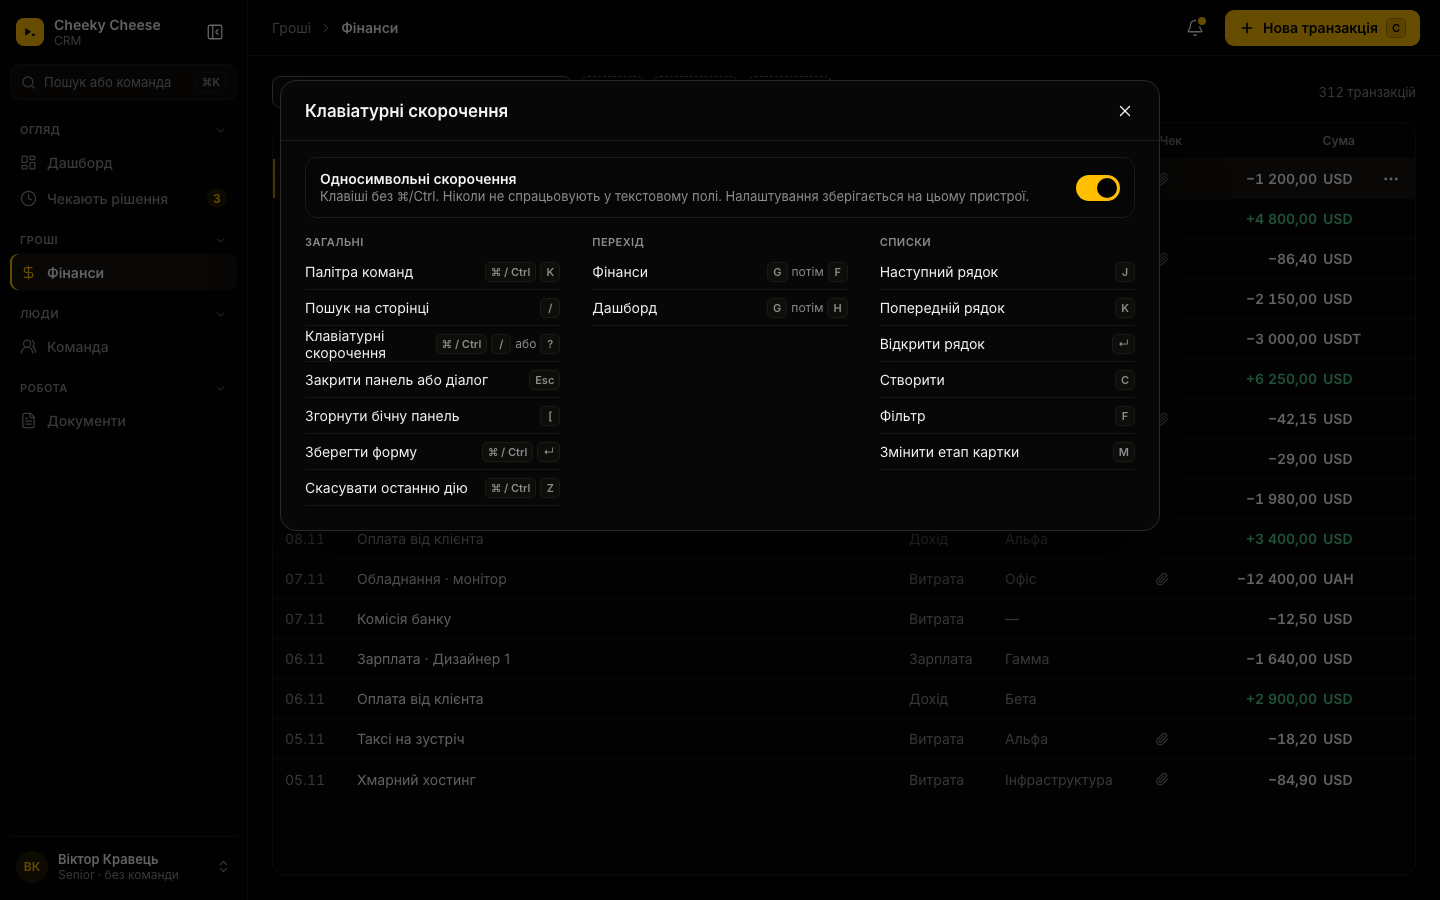 Cheeky Cheese
CRM
Пошук або команда ⌘K
ОГЛЯД
Дашборд
Чекають рішення 3
ГРОШІ
Фінанси
ЛЮДИ
Команда
РОБОТА
Документи
ВК
Віктор Кравець
Senior · без команди
Гроші › Фінанси
+ Нова транзакція C
312 транзакцій
Клавіатурні скорочення
Односимвольні скорочення
Клавіші без ⌘/Ctrl. Ніколи не спрацьовують у текстовому полі. Налаштування зберігається на цьому пристрої.
ЗАГАЛЬНІ
Палітра команд ⌘ / Ctrl K
Пошук на сторінці /
Клавіатурні скорочення ⌘ / Ctrl / або ?
Закрити панель або діалог Esc
Згорнути бічну панель [
Зберегти форму ⌘ / Ctrl ↵
Скасувати останню дію ⌘ / Ctrl Z
ПЕРЕХІД
Фінанси G потім F
Дашборд G потім H
СПИСКИ
Наступний рядок J
Попередній рядок K
Відкрити рядок ↵
Створити C
Фільтр F
Змінити етап картки M
Чек Сума
−1 200,00 USD
+4 800,00 USD
−86,40 USD
−2 150,00 USD
−3 000,00 USDT
+6 250,00 USD
−42,15 USD
−29,00 USD
−1 980,00 USD
08.11 Оплата від клієнта Дохід Альфа +3 400,00 USD
07.11 Обладнання · монітор Витрата Офіс −12 400,00 UAH
07.11 Комісія банку Витрата — −12,50 USD
06.11 Зарплата · Дизайнер 1 Зарплата Гамма −1 640,00 USD
06.11 Оплата від клієнта Дохід Бета +2 900,00 USD
05.11 Таксі на зустріч Витрата Альфа −18,20 USD
05.11 Хмарний хостинг Витрата Інфраструктура −84,90 USD